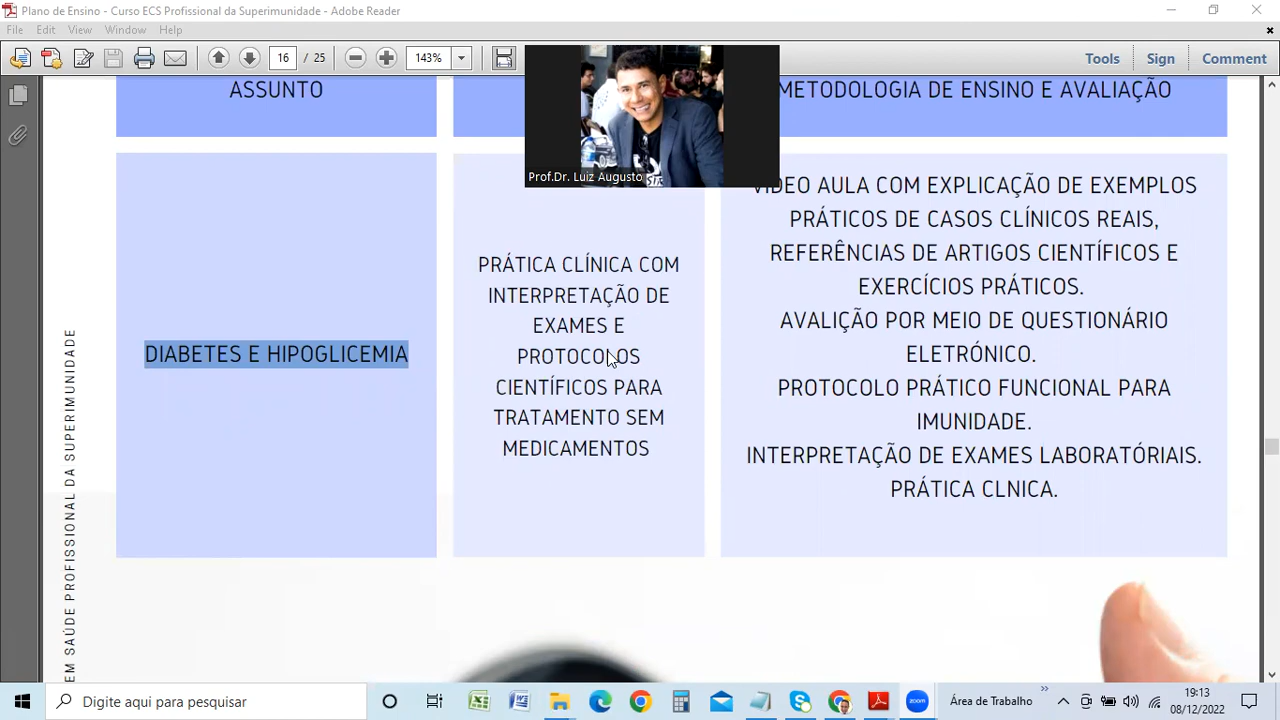 Plano de Ensino - Curso ECS Profissional da Superimunidade - Adobe Reader
File Edit View Window Help
16 / 25 143%
Tools Sign Comment
ASSUNTO
METODOLOGIA DE ENSINO E AVALIAÇÃO
Prof.Dr. Luiz Augusto
DIABETES E HIPOGLICEMIA
PRÁTICA CLÍNICA COM
INTERPRETAÇÃO DE
EXAMES E
PROTOCOLOS
CIENTÍFICOS PARA
TRATAMENTO SEM
MEDICAMENTOS
VIDEO AULA COM EXPLICAÇÃO DE EXEMPLOS
PRÁTICOS DE CASOS CLÍNICOS REAIS,
REFERÊNCIAS DE ARTIGOS CIENTÍFICOS E
EXERCÍCIOS PRÁTICOS.
AVALIÇÃO POR MEIO DE QUESTIONÁRIO
ELETRÓNICO.
PROTOCOLO PRÁTICO FUNCIONAL PARA
IMUNIDADE.
INTERPRETAÇÃO DE EXAMES LABORATÓRIAIS.
PRÁTICA CLNICA.
EM SAÚDE PROFISSIONAL DA SUPERIMUNIDADE
Digite aqui para pesquisar
zoom
Área de Trabalho
19:13
08/12/2022